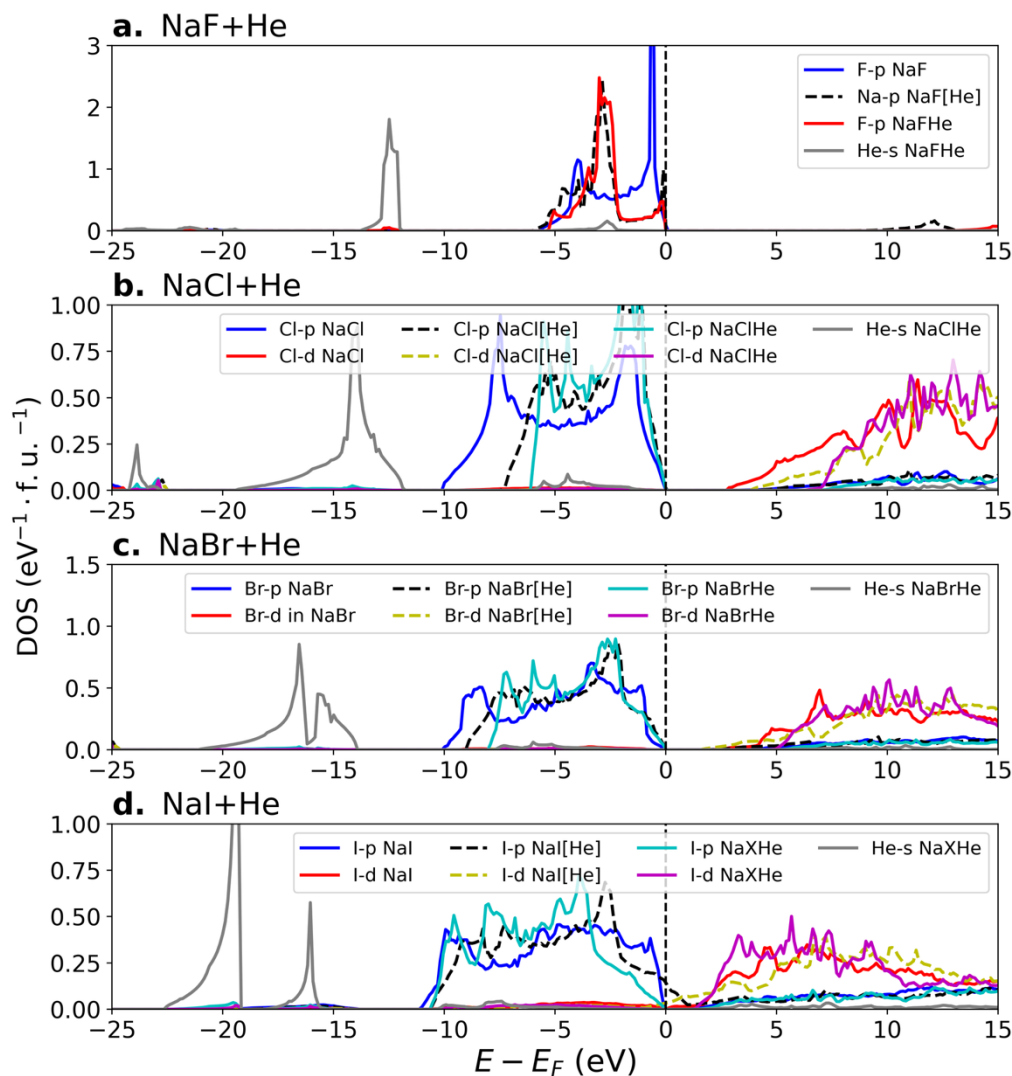 a. NaF+He
3
2
1
0
F-p NaF
Na-p NaF[He]
F-p NaFHe
He-s NaFHe
−25 −20 −15 −10 −5 0 5 10 15
b. NaCl+He
1.00
0.75
0.50
0.25
0.00
Cl-p NaCl Cl-p NaCl[He] Cl-p NaClHe He-s NaClHe
Cl-d NaCl Cl-d NaCl[He] Cl-d NaClHe
−25 −20 −15 −10 −5 0 5 10 15
DOS (eV⁻¹ · f. u. ⁻¹)
c. NaBr+He
1.5
1.0
0.5
0.0
Br-p NaBr Br-p NaBr[He] Br-p NaBrHe He-s NaBrHe
Br-d in NaBr Br-d NaBr[He] Br-d NaBrHe
−25 −20 −15 −10 −5 0 5 10 15
d. NaI+He
1.00
0.75
0.50
0.25
0.00
I-p NaI I-p NaI[He] I-p NaXHe He-s NaXHe
I-d NaI I-d NaI[He] I-d NaXHe
−25 −20 −15 −10 −5 0 5 10 15
E − E_F (eV)